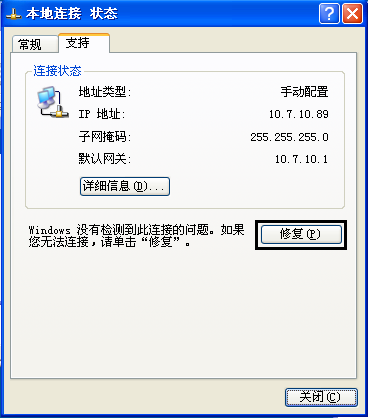 本地连接 状态
常规
支持
连接状态
地址类型: 手动配置
IP 地址: 10.7.10.89
子网掩码: 255.255.255.0
默认网关: 10.7.10.1
详细信息(D)...
Windows 没有检测到此连接的问题。如果
您无法连接,请单击“修复”。
修复(P)
关闭(C)